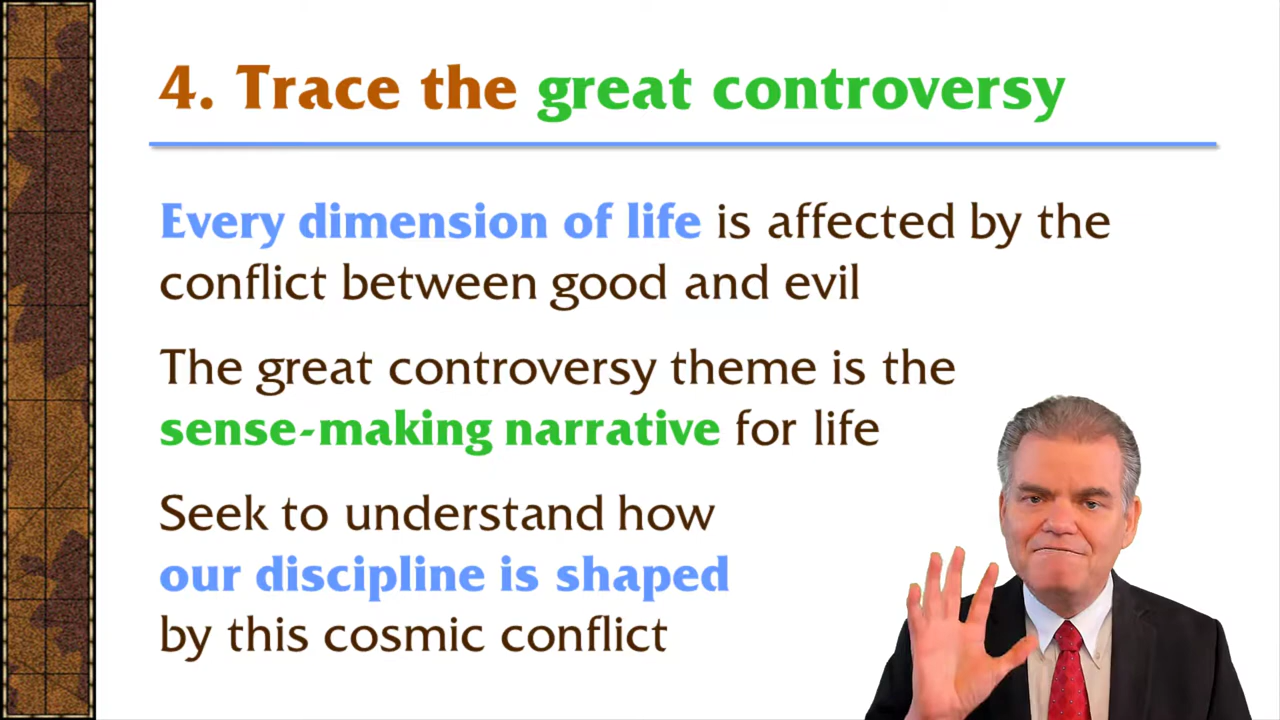 4. Trace the great controversy
Every dimension of life is affected by the
conflict between good and evil
The great controversy theme is the
sense-making narrative for life
Seek to understand how
our discipline is shaped
by this cosmic conflict